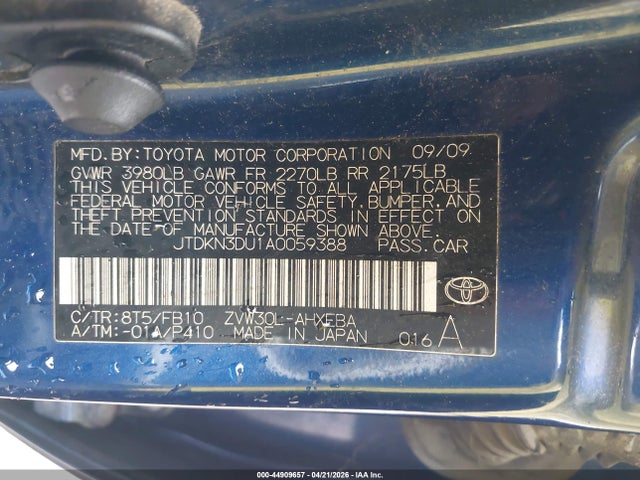 MFD. BY: TOYOTA MOTOR CORPORATION 09/09
GVWR 3980LB GAWR FR 2270LB RR 2175LB
THIS VEHICLE CONFORMS TO ALL APPLICABLE
FEDERAL MOTOR VEHICLE SAFETY, BUMPER, AND
THEFT PREVENTION STANDARDS IN EFFECT ON
THE DATE OF MANUFACTURE SHOWN ABOVE.
JTDKN3DU1A0059388 PASS. CAR
C/TR: 8T5/FB10 ZVW30L-AHXEBA
A/TM: -01A/P410 MADE IN JAPAN 016 A
000-44909657 - 04/21/2026 - IAA Inc.